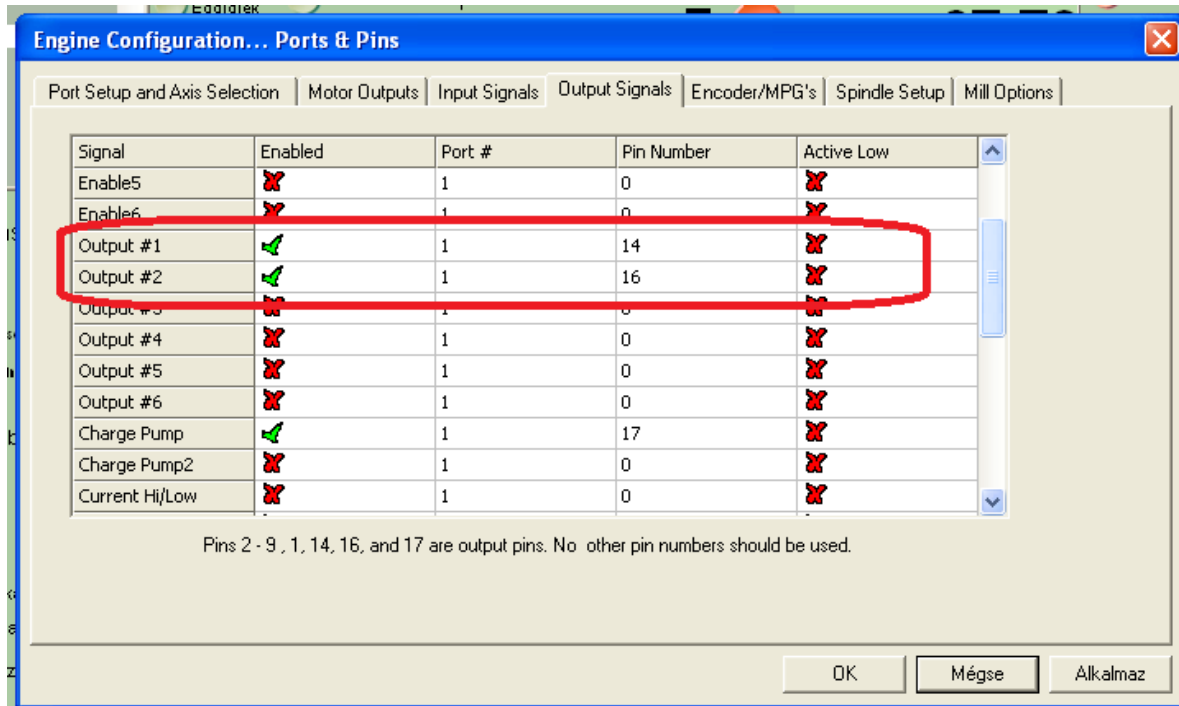 Engine Configuration... Ports & Pins
Port Setup and Axis Selection Motor Outputs Input Signals Output Signals Encoder/MPG's Spindle Setup Mill Options
Signal Enabled Port # Pin Number Active Low
Enable5 1 0
Enable6 1 0
Output #1 1 14
Output #2 1 16
Output #3 1 0
Output #4 1 0
Output #5 1 0
Output #6 1 0
Charge Pump 1 17
Charge Pump2 1 0
Current Hi/Low 1 0
Pins 2 - 9 , 1, 14, 16, and 17 are output pins. No other pin numbers should be used.
OK Mégse Alkalmaz